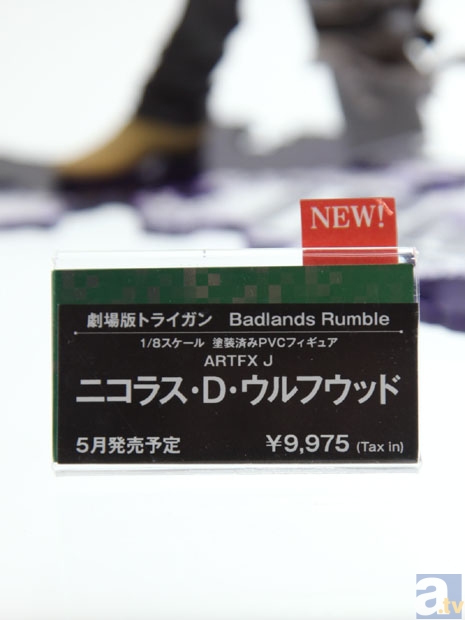 NEW!
劇場版トライガン Badlands Rumble
1/8スケール 塗装済みPVCフィギュア
ARTFX J
ニコラス・D・ウルフウッド
5月発売予定 ¥9,975 (Tax in)
a.tv